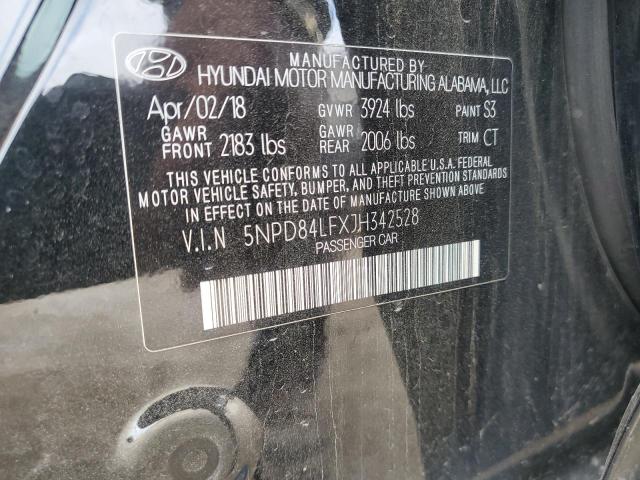 MANUFACTURED BY
HYUNDAI MOTOR MANUFACTURING ALABAMA, LLC
Apr/02/18 GVWR 3924 lbs PAINT S3
GAWR FRONT 2183 lbs GAWR REAR 2006 lbs TRIM CT
THIS VEHICLE CONFORMS TO ALL APPLICABLE U.S.A. FEDERAL
MOTOR VEHICLE SAFETY, BUMPER, AND THEFT PREVENTION STANDARDS
IN EFFECT ON THE DATE OF MANUFACTURE SHOWN ABOVE.
V.I.N 5NPD84LFXJH342528
PASSENGER CAR